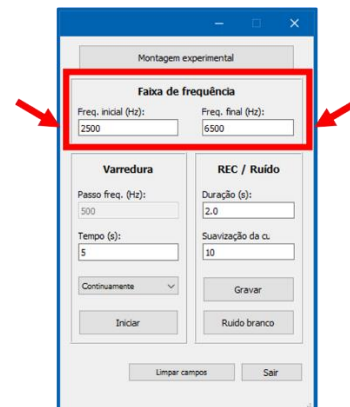 Montagem experimental
Faixa de frequência
Freq. inicial (Hz): Freq. final (Hz):
2500 6500
Varredura
Passo freq. (Hz):
500
Tempo (s):
5
Continuamente
Iniciar
REC / Ruído
Duração (s):
2.0
Suavização da cu
10
Gravar
Ruido branco
Limpar campos Sair